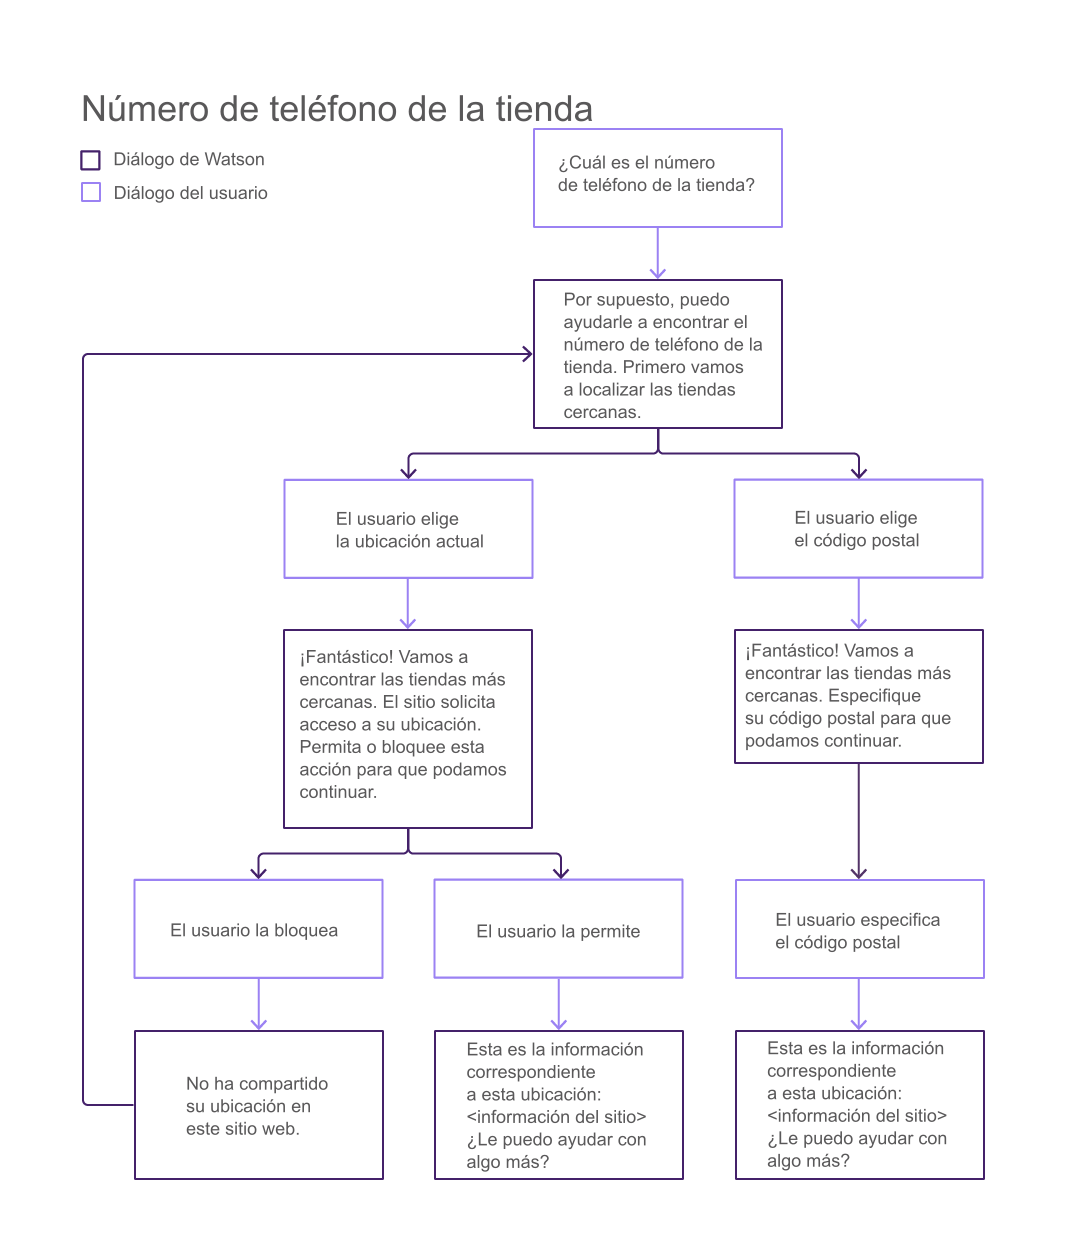 Número de teléfono de la tienda
Diálogo de Watson
Diálogo del usuario
¿Cuál es el número
de teléfono de la tienda?
Por supuesto, puedo
ayudarle a encontrar el
número de teléfono de la
tienda. Primero vamos
a localizar las tiendas
cercanas.
El usuario elige
la ubicación actual
El usuario elige
el código postal
¡Fantástico! Vamos a
encontrar las tiendas más
cercanas. El sitio solicita
acceso a su ubicación.
Permita o bloquee esta
acción para que podamos
continuar.
¡Fantástico! Vamos a
encontrar las tiendas más
cercanas. Especifique
su código postal para que
podamos continuar.
El usuario la bloquea
El usuario la permite
El usuario especifica
el código postal
No ha compartido
su ubicación en
este sitio web.
Esta es la información
correspondiente
a esta ubicación:
<información del sitio>
¿Le puedo ayudar con
algo más?
Esta es la información
correspondiente
a esta ubicación:
<información del sitio>
¿Le puedo ayudar con
algo más?